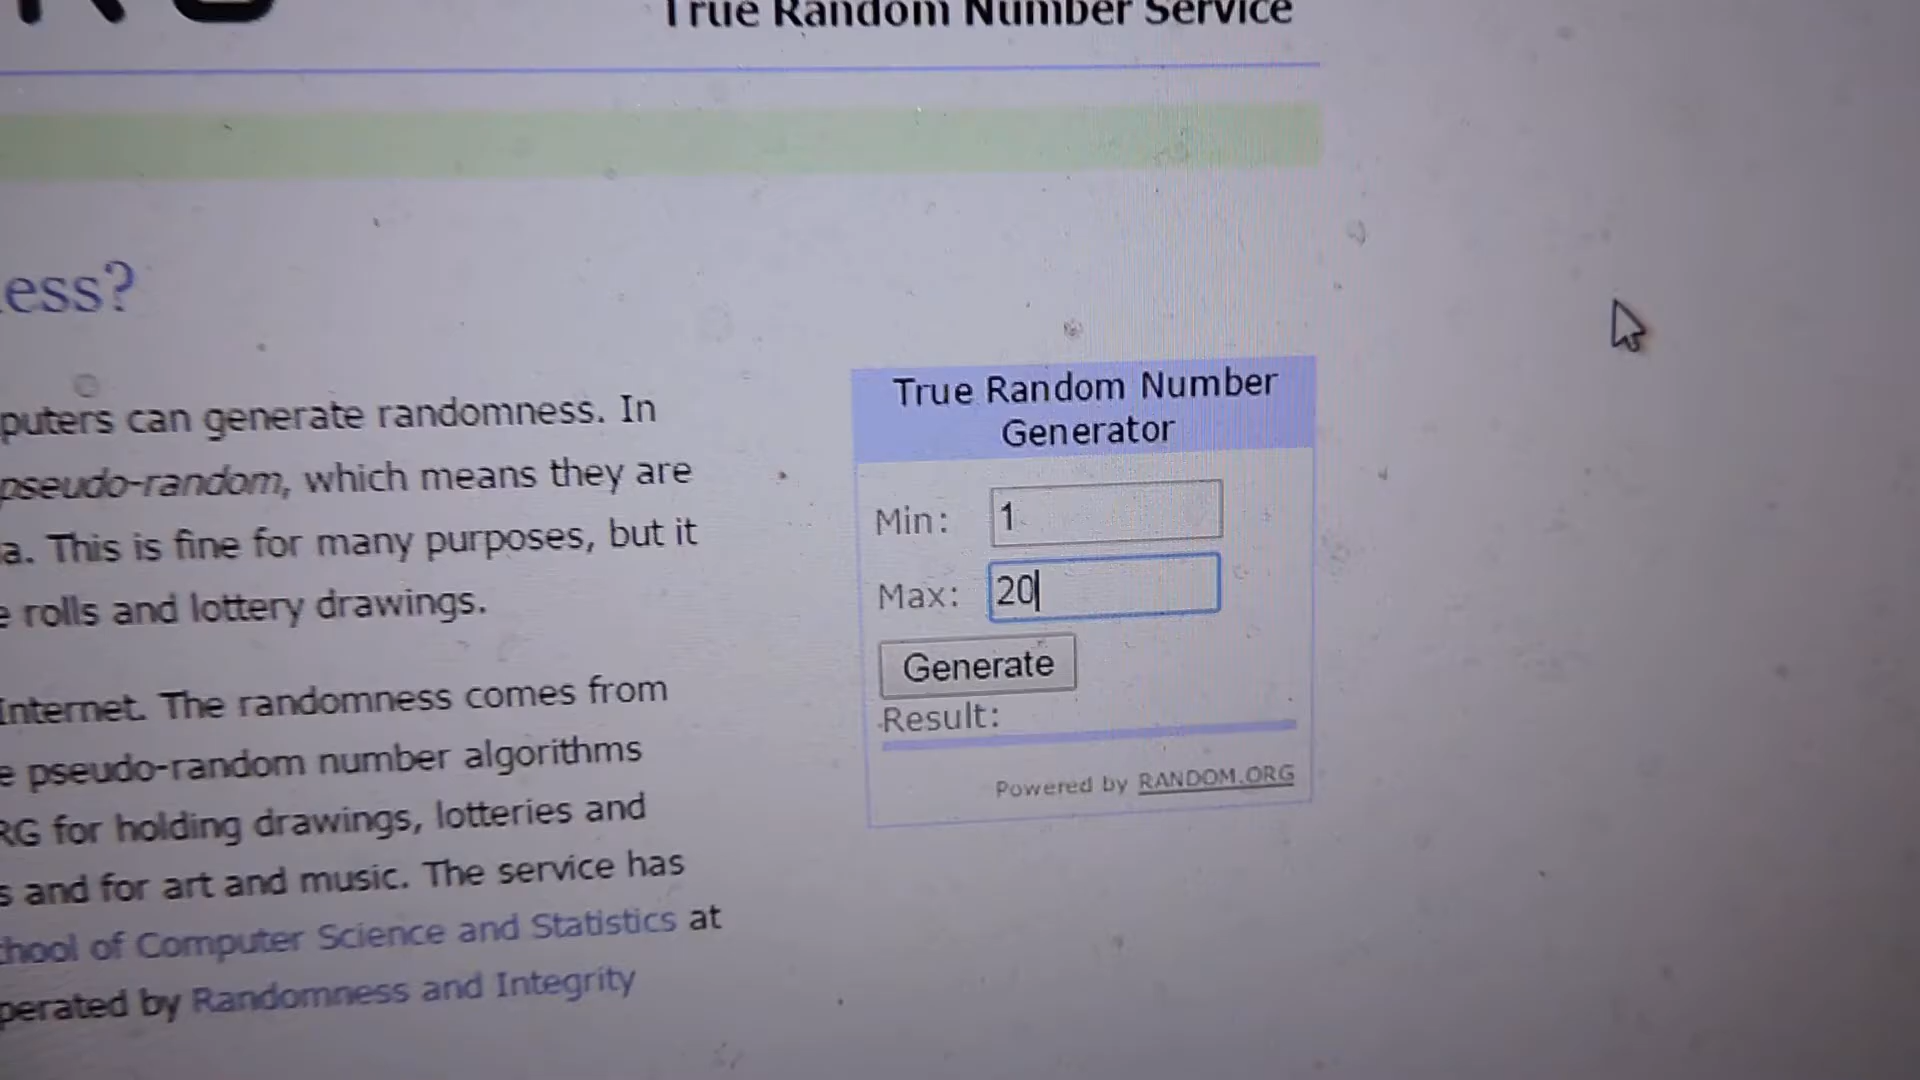 True Random Number Service
ess?
puters can generate randomness. In
pseudo-random, which means they are
a. This is fine for many purposes, but it
e rolls and lottery drawings.
Internet. The randomness comes from
e pseudo-random number algorithms
RG for holding drawings, lotteries and
s and for art and music. The service has
chool of Computer Science and Statistics at
perated by Randomness and Integrity
True Random Number
Generator
Min: 1
Max: 20
Generate
Result:
Powered by RANDOM.ORG